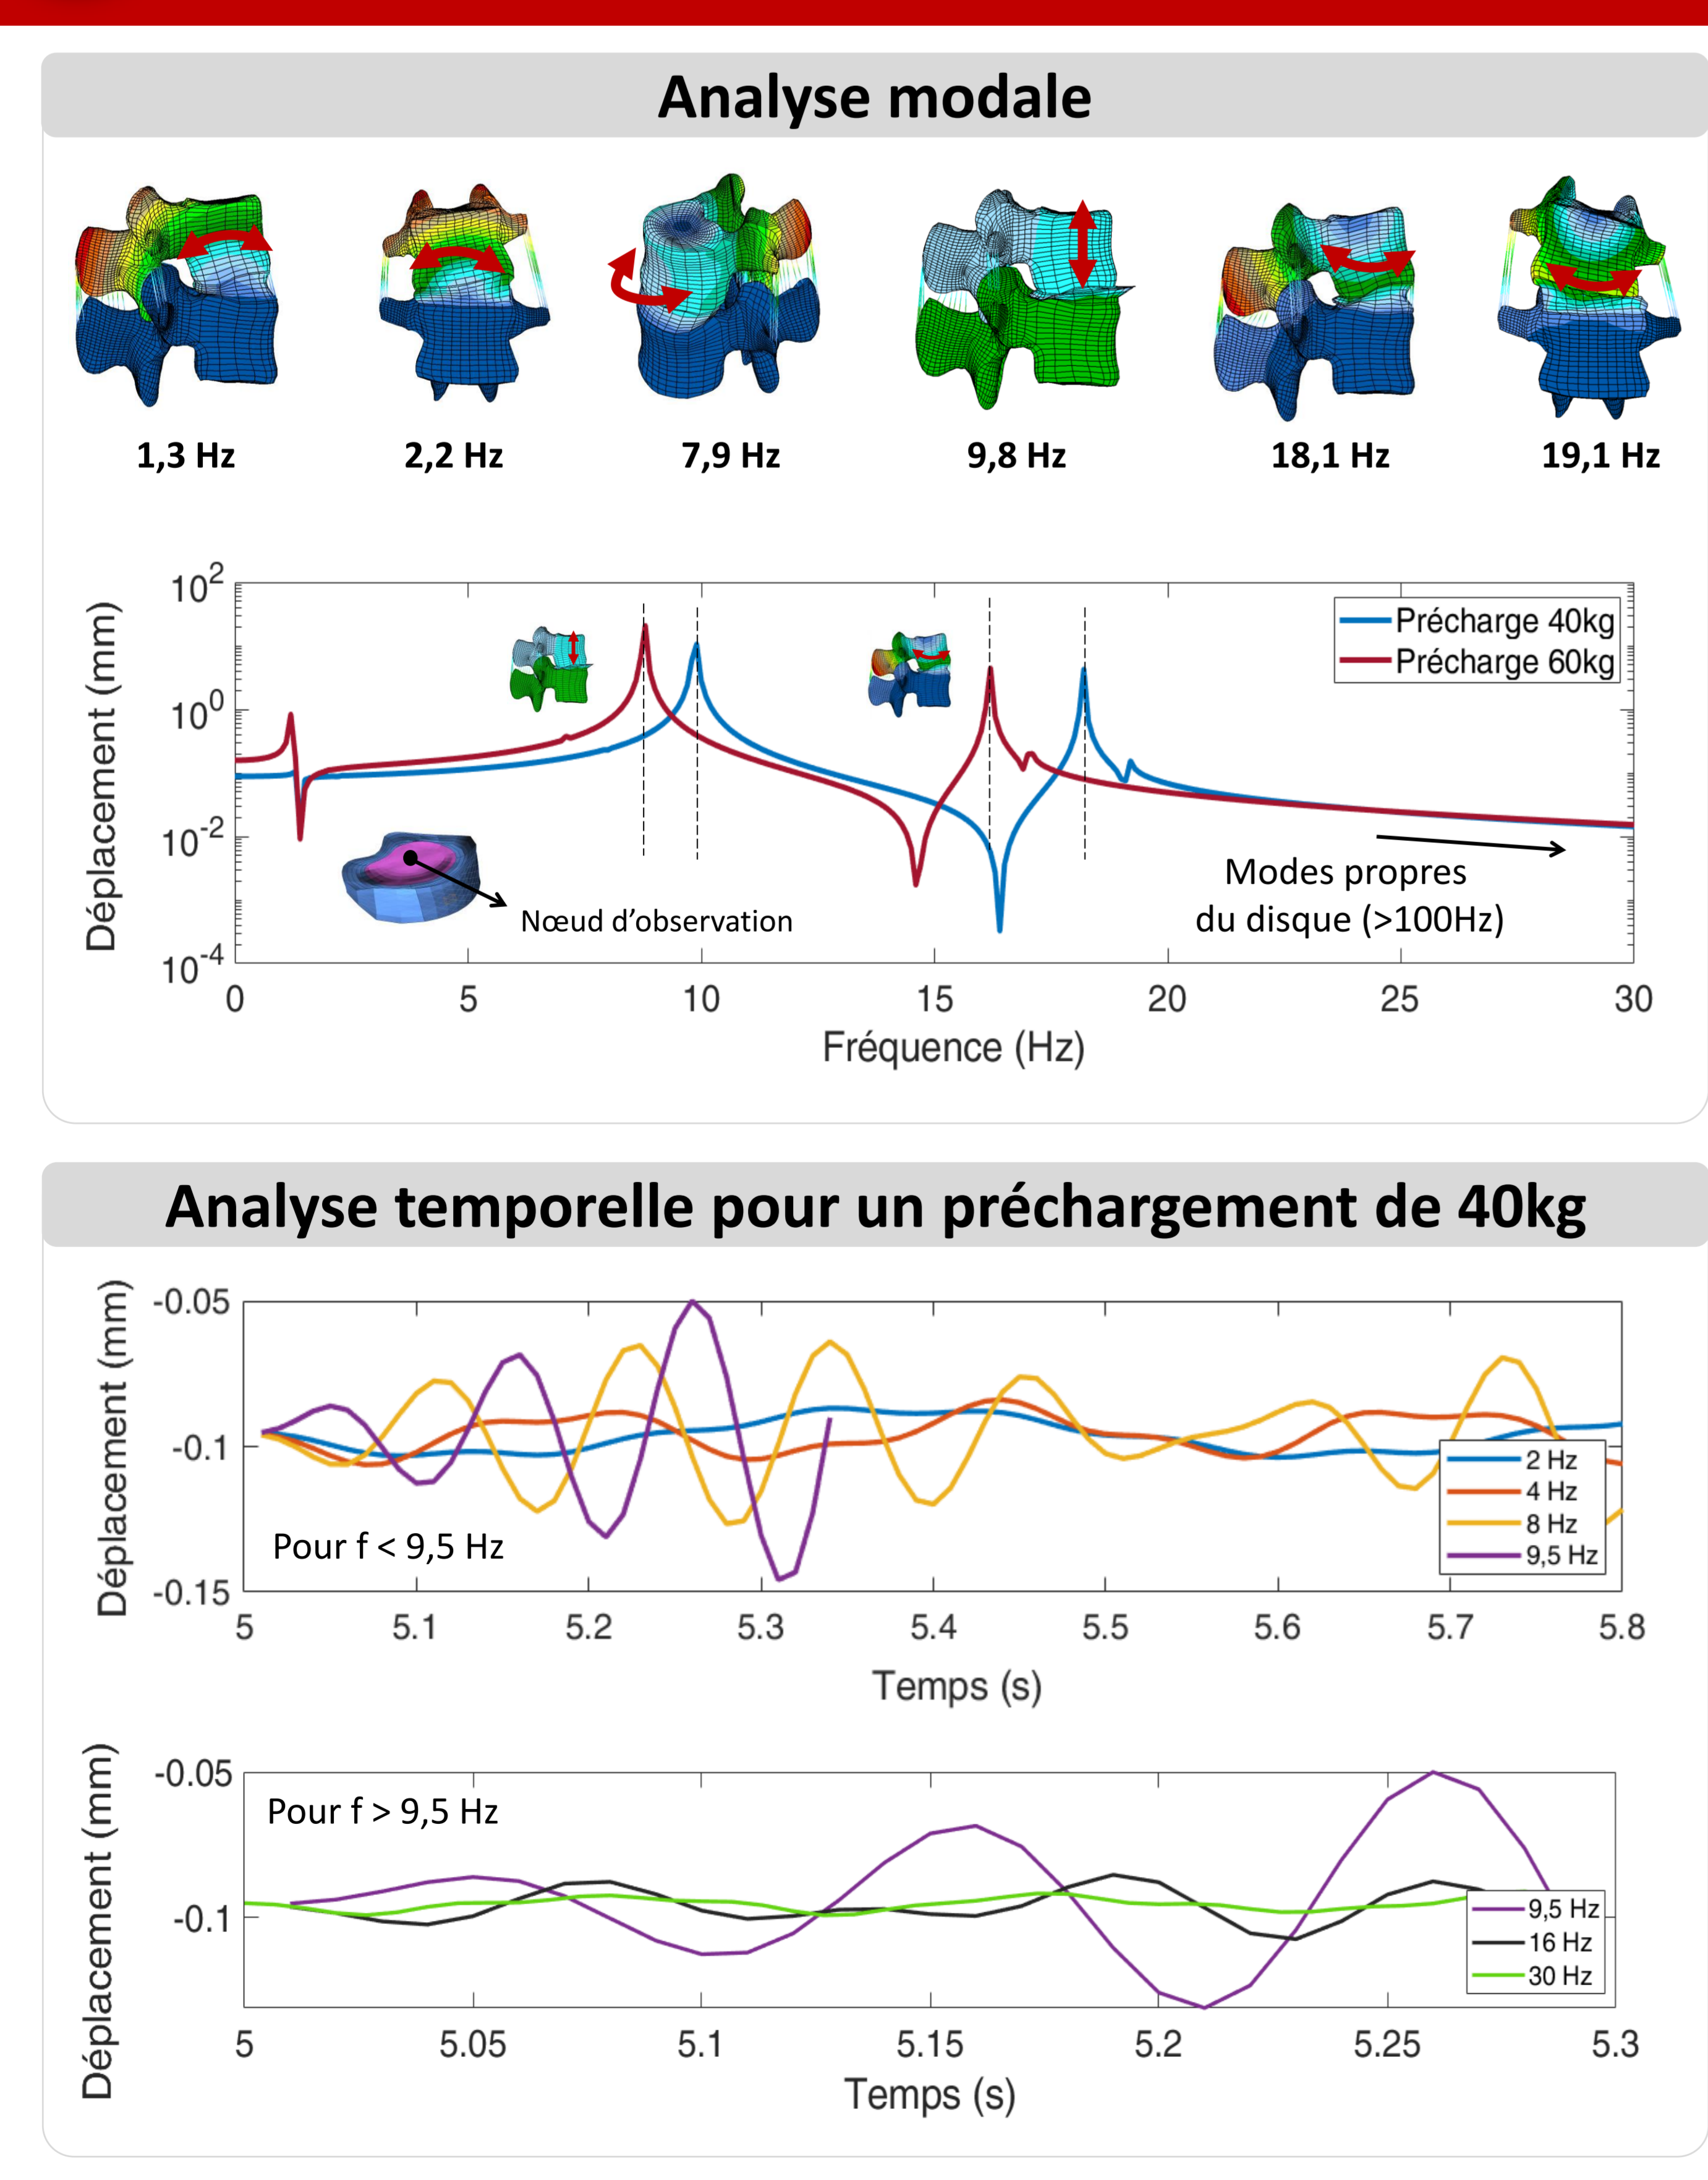 Analyse modale
1,3 Hz
2,2 Hz
7,9 Hz
9,8 Hz
18,1 Hz
19,1 Hz
Déplacement (mm)
10^2
10^0
10^-2
10^-4
Précharge 40kg
Précharge 60kg
Nœud d’observation
Modes propres
du disque (>100Hz)
0 5 10 15 20 25 30
Fréquence (Hz)
Analyse temporelle pour un préchargement de 40kg
Déplacement (mm)
-0.05
-0.1
-0.15
Pour f < 9,5 Hz
2 Hz
4 Hz
8 Hz
9,5 Hz
5 5.1 5.2 5.3 5.4 5.5 5.6 5.7 5.8
Temps (s)
Déplacement (mm)
-0.05
-0.1
Pour f > 9,5 Hz
9,5 Hz
16 Hz
30 Hz
5 5.05 5.1 5.15 5.2 5.25 5.3
Temps (s)